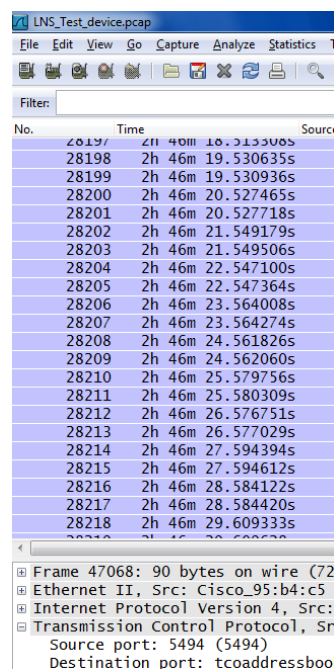 LNS_Test_device.pcap
File Edit View Go Capture Analyze Statistics
Filter:
No. Time Source
28197 2h 46m 18.513308s
28198 2h 46m 19.530635s
28199 2h 46m 19.530936s
28200 2h 46m 20.527465s
28201 2h 46m 20.527718s
28202 2h 46m 21.549179s
28203 2h 46m 21.549506s
28204 2h 46m 22.547100s
28205 2h 46m 22.547364s
28206 2h 46m 23.564008s
28207 2h 46m 23.564274s
28208 2h 46m 24.561826s
28209 2h 46m 24.562060s
28210 2h 46m 25.579756s
28211 2h 46m 25.580309s
28212 2h 46m 26.576751s
28213 2h 46m 26.577029s
28214 2h 46m 27.594394s
28215 2h 46m 27.594612s
28216 2h 46m 28.584122s
28217 2h 46m 28.584420s
28218 2h 46m 29.609333s
Frame 47068: 90 bytes on wire (72
Ethernet II, Src: Cisco_95:b4:c5
Internet Protocol Version 4, Src:
Transmission Control Protocol, Sr
Source port: 5494 (5494)
Destination port: tcoaddressboo